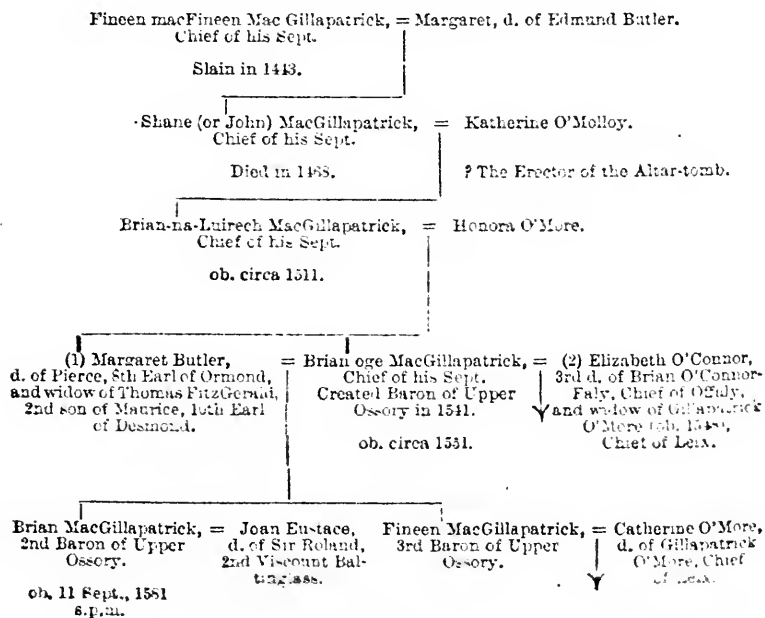 Fineen macFineen Mac Gillapatrick, = Margaret, d. of Edmund Butler.
Chief of his Sept.
Slain in 1443.
Shane (or John) MacGillapatrick, = Katherine O'Molloy.
Chief of his Sept.
Died in 1468. ? The Erector of the Altar-tomb.
Brian-na-Luirech MacGillapatrick, = Honora O'More.
Chief of his Sept.
ob. circa 1511.
(1) Margaret Butler, = Brian oge MacGillapatrick, = (2) Elizabeth O'Connor,
d. of Pierce, 8th Earl of Ormond, Chief of his Sept. 3rd d. of Brian O'Connor-
and widow of Thomas FitzGerald, Created Baron of Upper Faly, Chief of Offaly,
2nd son of Maurice, Earl Ossory in 1541. and widow of Gillapatrick
of Desmond. ob. circa O'More (ob.
Chief of Leix.
Brian MacGillapatrick, = Joan Eustace, Fineen MacGillapatrick, = Catherine O'More,
2nd Baron of Upper d. of Sir Roland, 3rd Baron of Upper d. of Gillapatrick
Ossory. 2nd Viscount Bal- Ossory. O'More, Chief
tinglass. of Leix.
ob. 11 Sept., 1581
s.p.m.